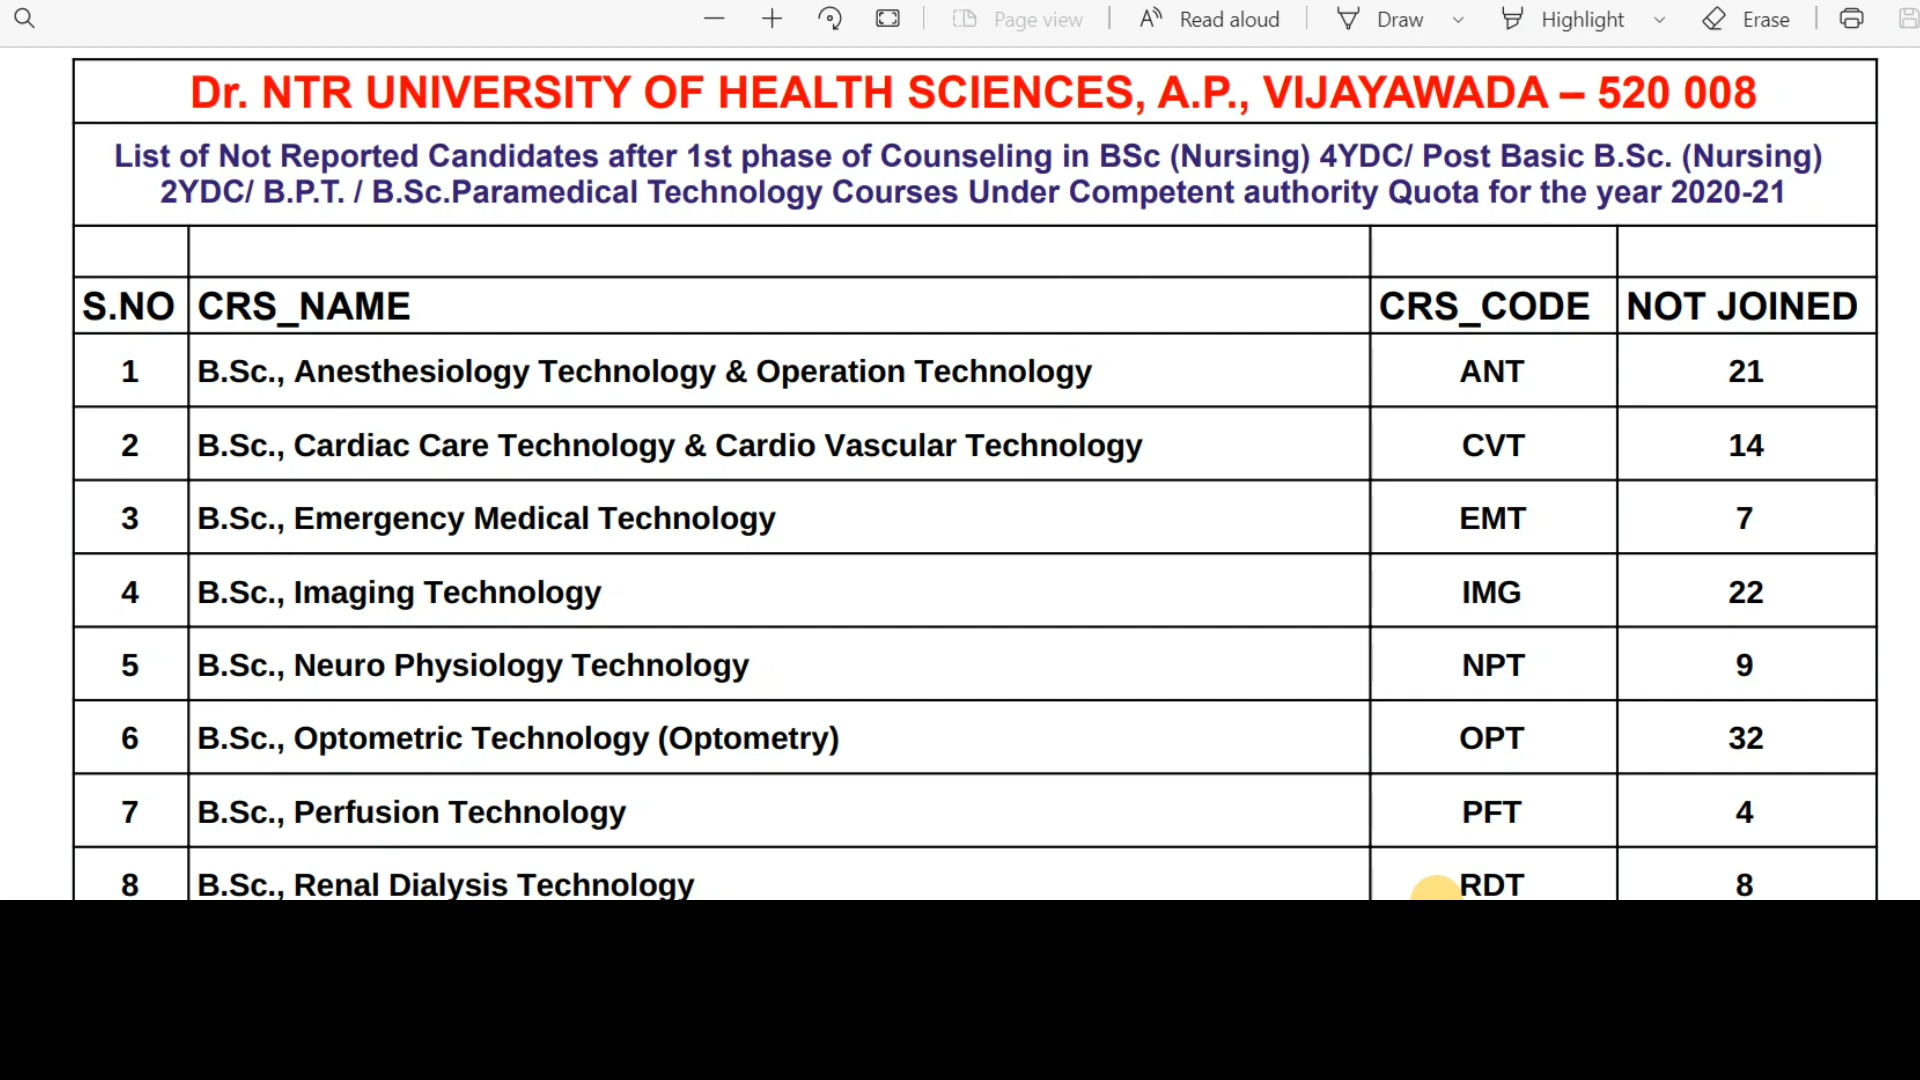 Page view Read aloud Draw Highlight Erase
Dr. NTR UNIVERSITY OF HEALTH SCIENCES, A.P., VIJAYAWADA – 520 008
List of Not Reported Candidates after 1st phase of Counseling in BSc (Nursing) 4YDC/ Post Basic B.Sc. (Nursing)
2YDC/ B.P.T. / B.Sc.Paramedical Technology Courses Under Competent authority Quota for the year 2020-21
S.NO CRS_NAME CRS_CODE NOT JOINED
1 B.Sc., Anesthesiology Technology & Operation Technology ANT 21
2 B.Sc., Cardiac Care Technology & Cardio Vascular Technology CVT 14
3 B.Sc., Emergency Medical Technology EMT 7
4 B.Sc., Imaging Technology IMG 22
5 B.Sc., Neuro Physiology Technology NPT 9
6 B.Sc., Optometric Technology (Optometry) OPT 32
7 B.Sc., Perfusion Technology PFT 4
8 B.Sc., Renal Dialysis Technology RDT 8